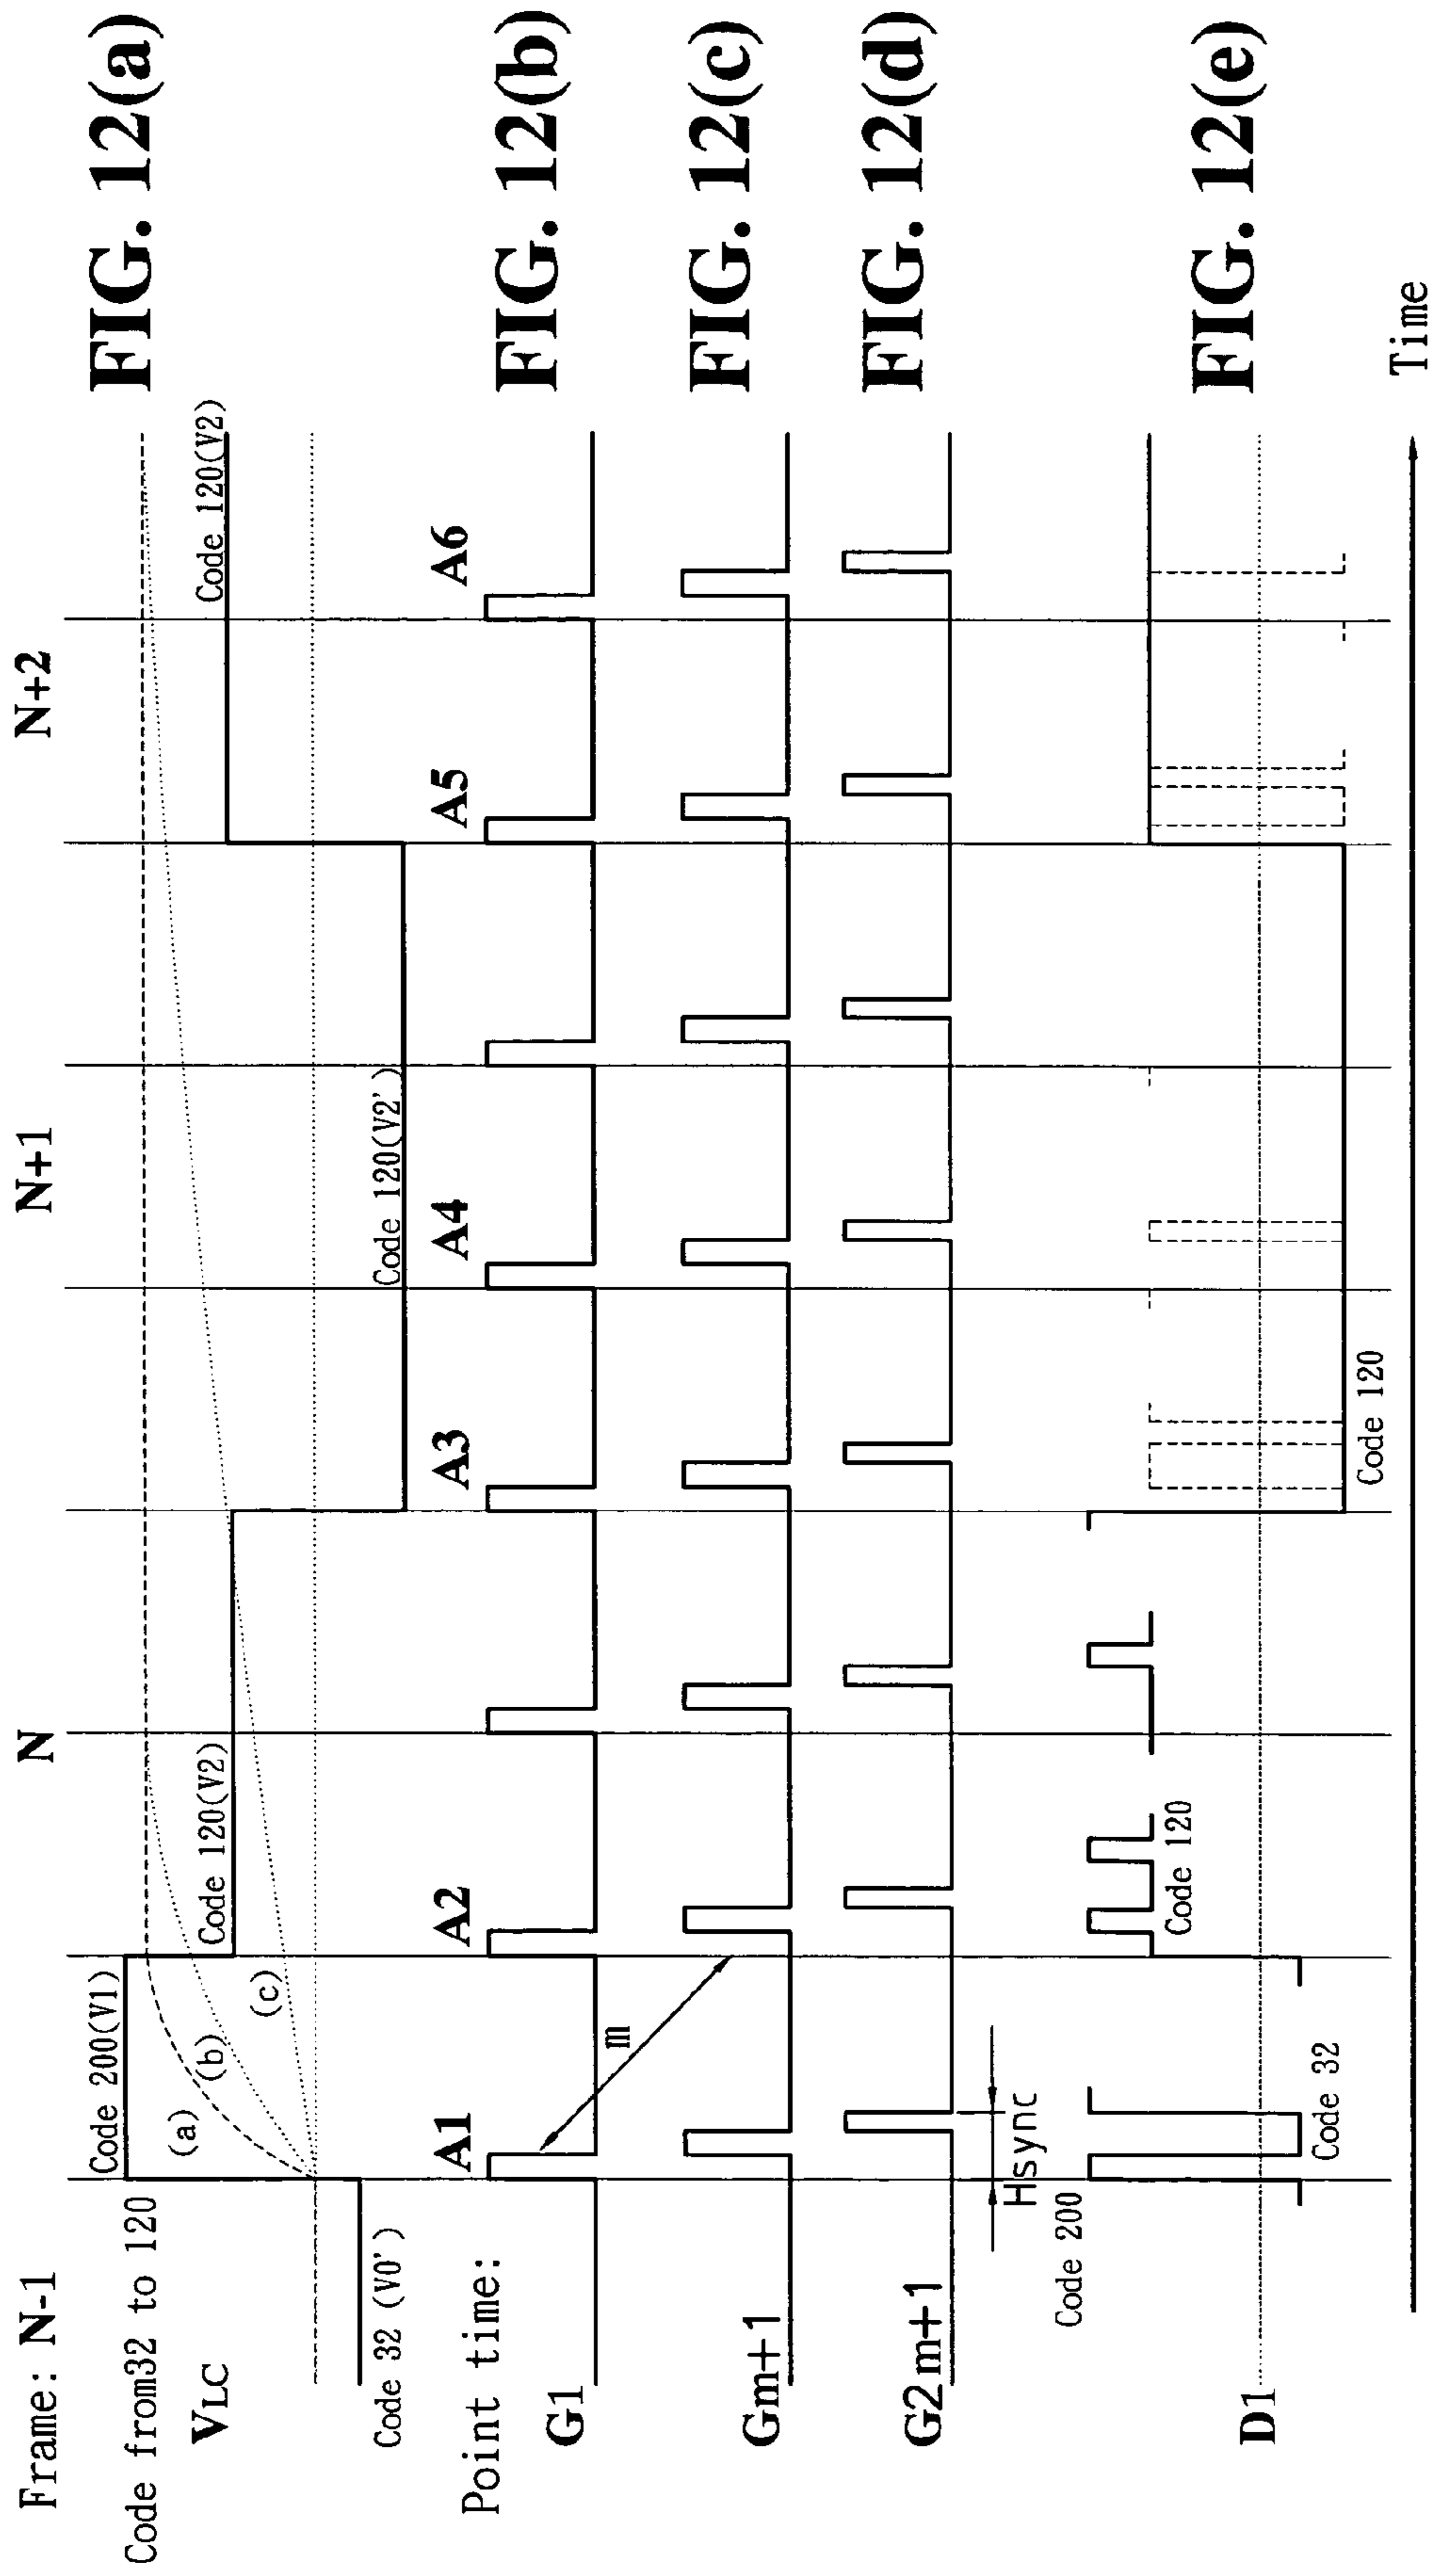 Frame: N-1
N
N+1
N+2
Code from32 to 120
VLC
Code 200(V1)
(a)
(b)
(c)
Code 32 (V0')
Code 120(V2)
Code 120(V2')
Code 120(V2)
FIG. 12(a)
Point time:
A1
A2
A3
A4
A5
A6
G1
m
FIG. 12(b)
Gm+1
FIG. 12(c)
G2m+1
Hsync
FIG. 12(d)
Code 200
D1
Code 32
Code 120
Code 120
FIG. 12(e)
Time